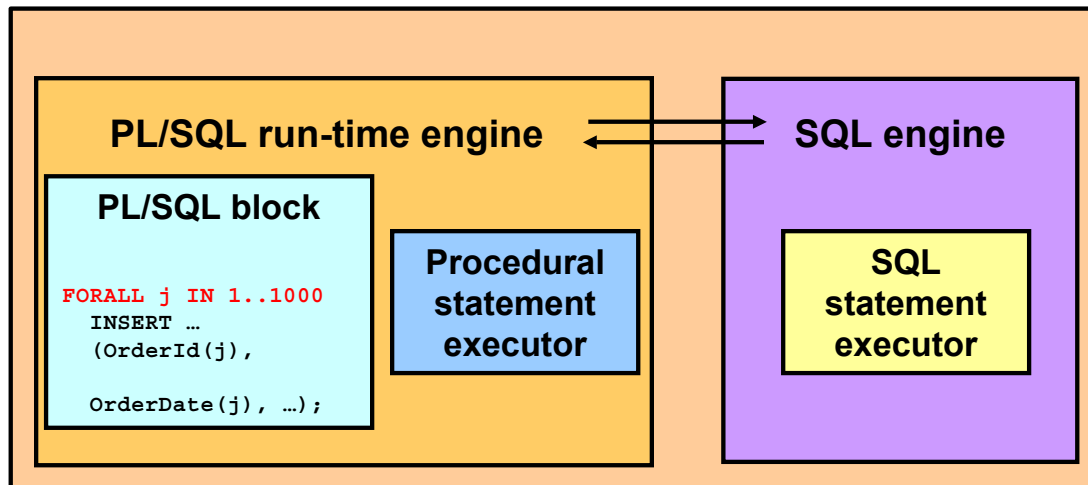 PL/SQL run-time engine
SQL engine
PL/SQL block
FORALL j IN 1..1000
INSERT …
(OrderId(j),
OrderDate(j), …);
Procedural
statement
executor
SQL
statement
executor